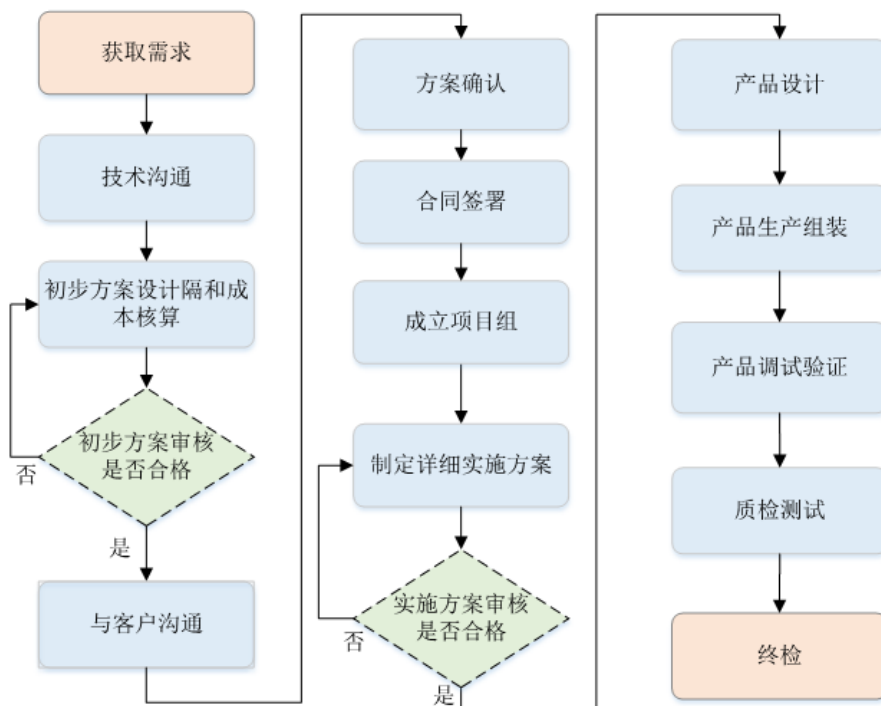 获取需求
技术沟通
初步方案设计隔和成
本核算
初步方案审核
是否合格
否
是
与客户沟通
方案确认
合同签署
成立项目组
制定详细实施方案
实施方案审核
是否合格
否
是
产品设计
产品生产组装
产品调试验证
质检测试
终检